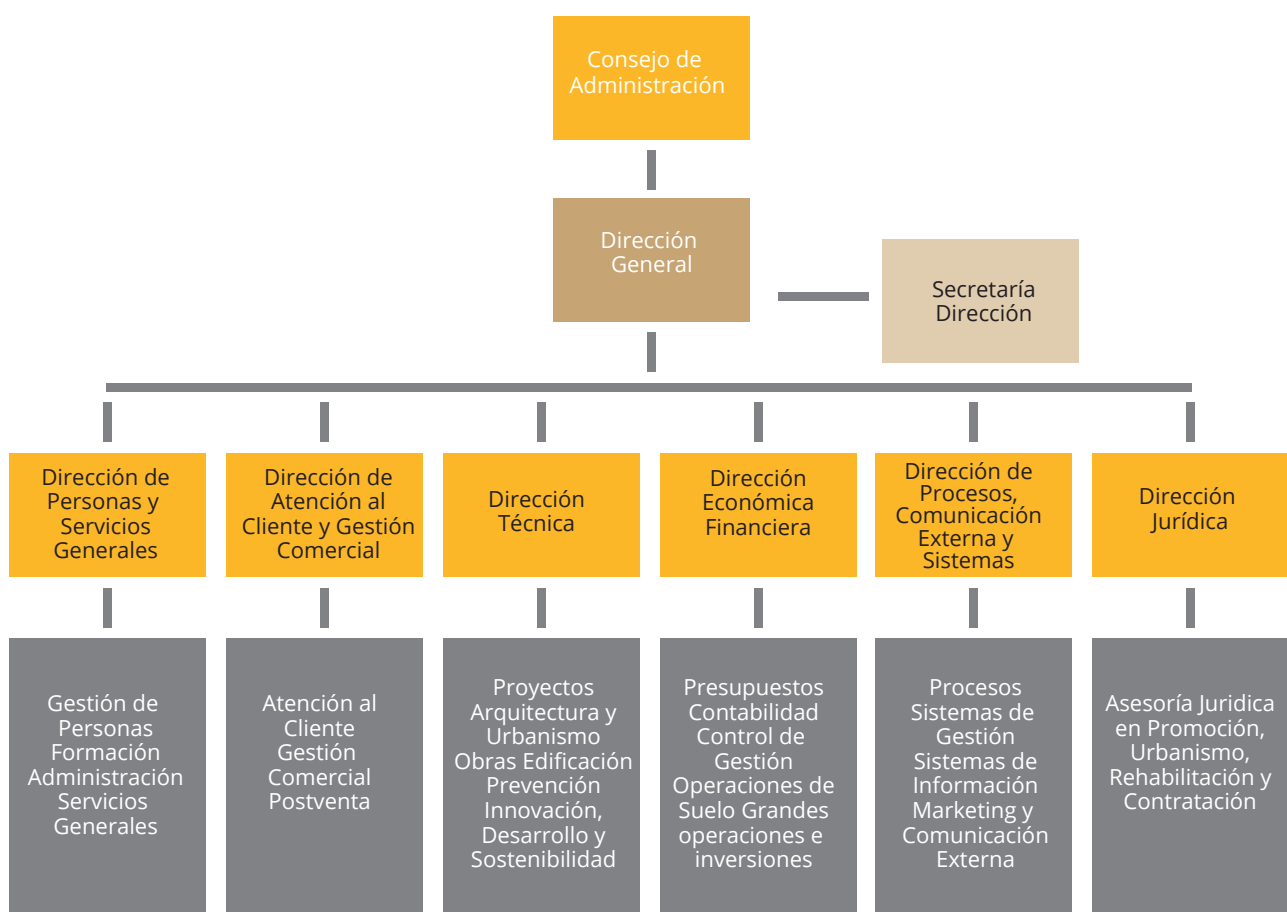 Consejo de
Administración
Dirección
General
Secretaría
Dirección
Dirección de
Personas y
Servicios
Generales
Dirección de
Atención al
Cliente y Gestión
Comercial
Dirección
Técnica
Dirección
Económica
Financiera
Dirección de
Procesos,
Comunicación
Externa y
Sistemas
Dirección
Jurídica
Gestión de
Personas
Formación
Administración
Servicios
Generales
Atención al
Cliente
Gestión
Comercial
Postventa
Proyectos
Arquitectura y
Urbanismo
Obras Edificación
Prevención
Innovación,
Desarrollo y
Sostenibilidad
Presupuestos
Contabilidad
Control de
Gestión
Operaciones de
Suelo Grandes
operaciones e
inversiones
Procesos
Sistemas de
Gestión
Sistemas de
Información
Marketing y
Comunicación
Externa
Asesoría Juridica
en Promoción,
Urbanismo,
Rehabilitación y
Contratación